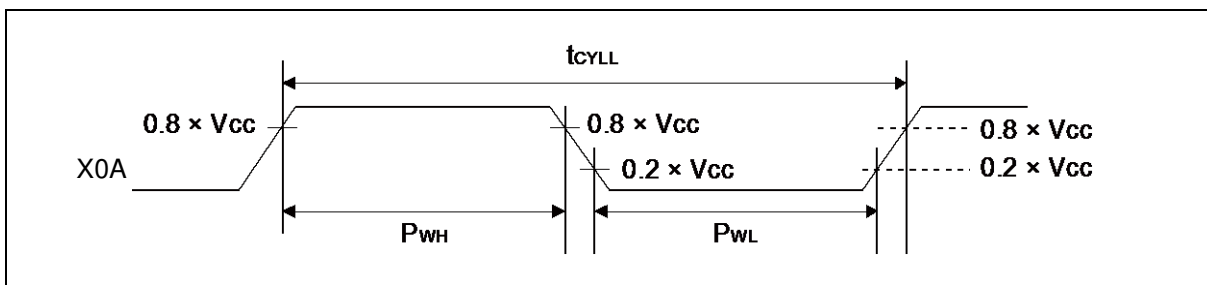 tCYLL
0.8 × Vcc
0.8 × Vcc
0.8 × Vcc
X0A
0.2 × Vcc
0.2 × Vcc
PWH
PWL